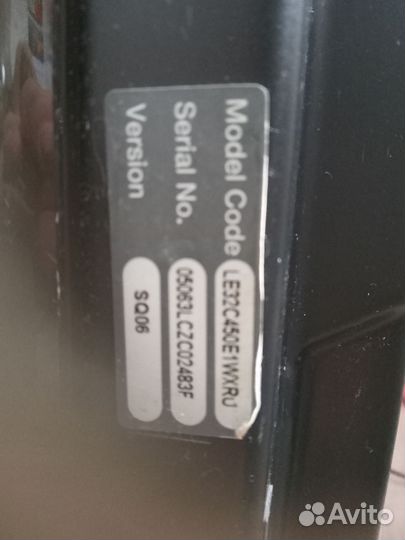 Model Code LE32C450E1WXRU
Serial No. 05063LCZC02483F
Version SQ06
Avito